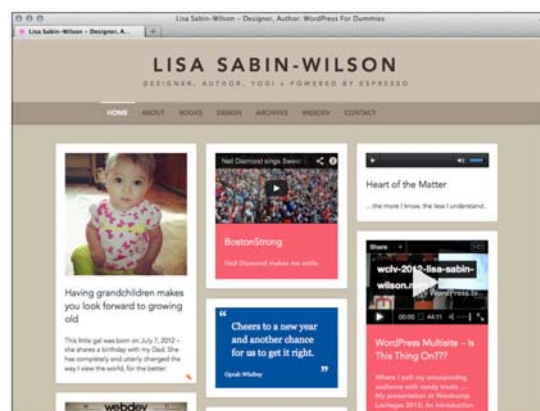 Lisa Sabin-Wilson – Designer, Author: WordPress For Dummies
Lisa Sabin-Wilson – Designer, A...
LISA SABIN-WILSON
DESIGNER, AUTHOR, YOGI + POWERED BY ESPRESSO
HOME ABOUT BOOKS DESIGN ARCHIVES WEBDEV CONTACT
Having grandchildren makes
you look forward to growing
old
This little gal was born on July 7, 2012 –
she shares a birthday with my Dad. She
has completely and utterly changed the
way I view the world, for the better.
webdev
Neil Diamond sings Sweet
BostonStrong
Neil Diamond makes me smile.
“
Cheers to a new year
and another chance
for us to get it right.
Oprah Winfrey
”
Heart of the Matter
... the more I know, the less I understand.
Share
HD
wclv-2012-lisa-sabin-
wilson.m
WordPress.tv
00:00 44:11
WordPress Multisite – Is
This Thing On???
Where I pelt my unsuspecting
audience with candy treats ....
My presentation at Wordcamp
LasVegas 2012: An introduction